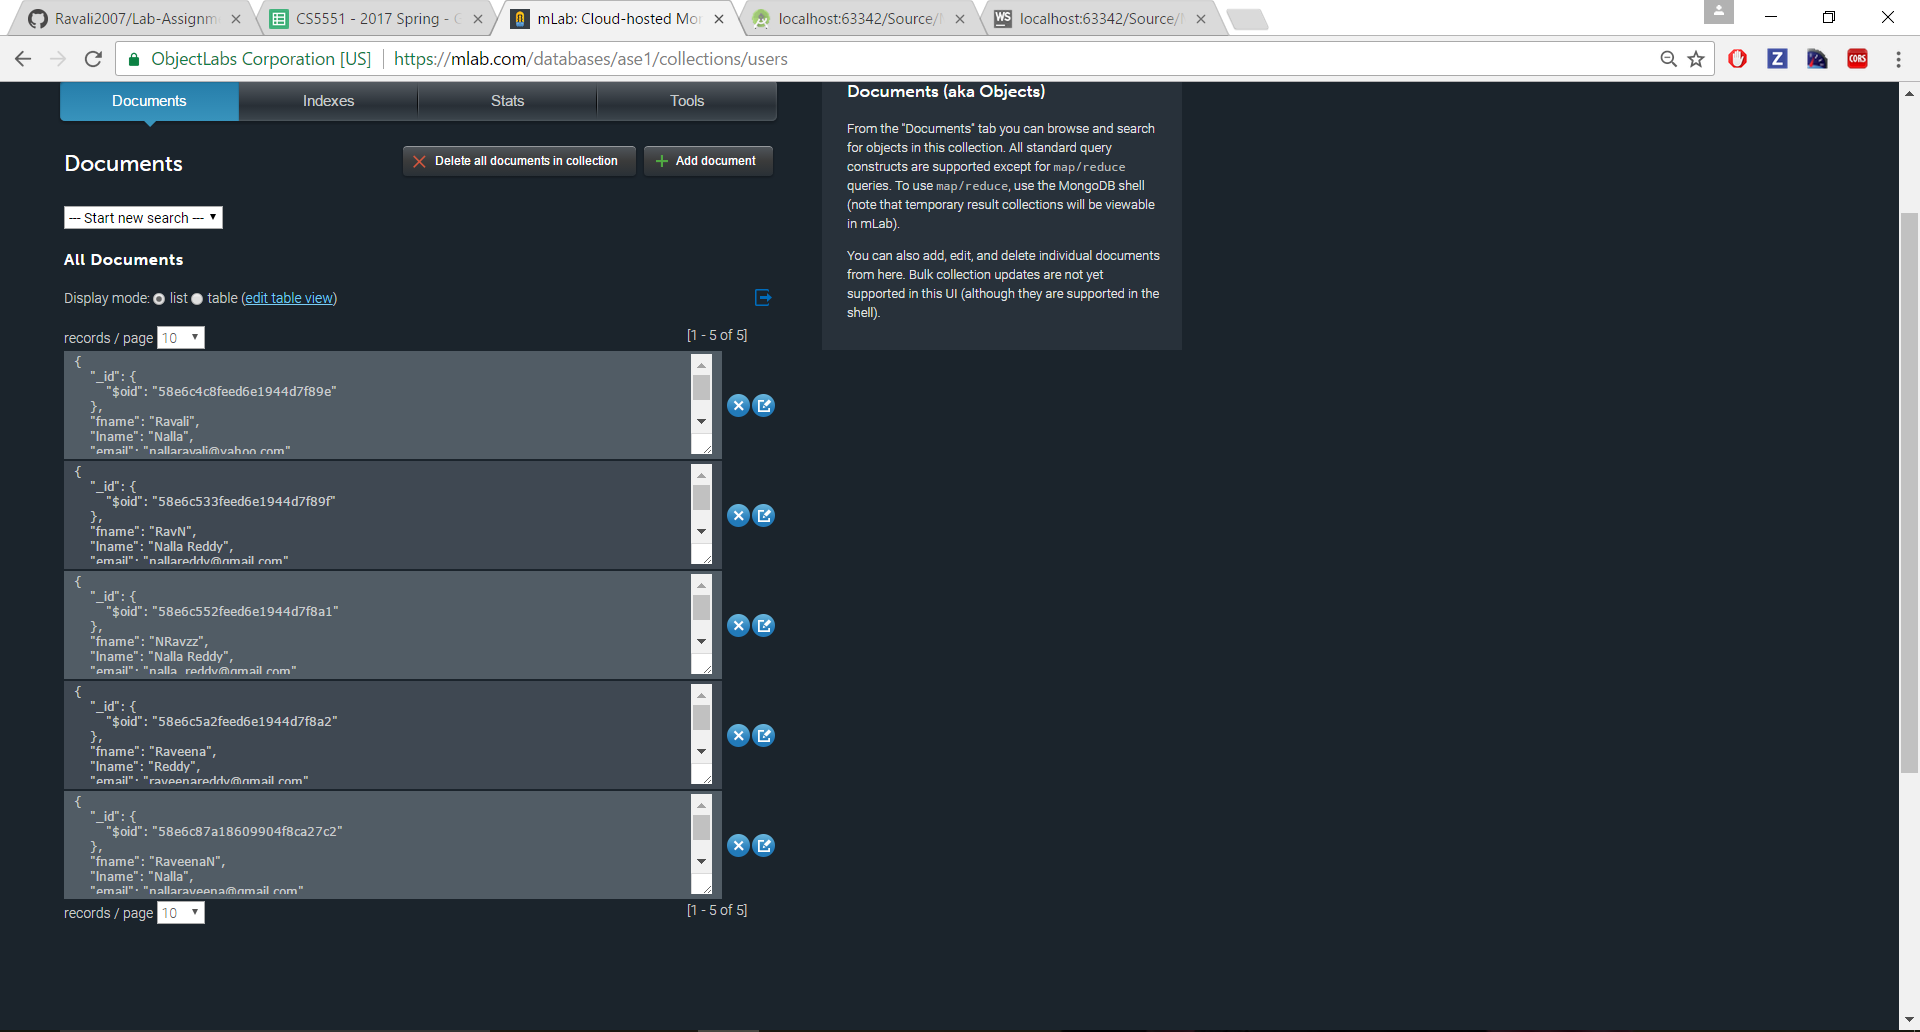 Ravali2007/Lab-Assignm
CS5551 - 2017 Spring -
mLab: Cloud-hosted Mo
localhost:63342/Source/
WS
localhost:63342/Source/
ObjectLabs Corporation [US]
https://mlab.com/databases/ase1/collections/users
Z
CORS
Documents
Indexes
Stats
Tools
Documents
Delete all documents in collection
Add document
--- Start new search ---
All Documents
Display mode: list table (edit table view)
records / page 10
[1 - 5 of 5]
{
"_id": {
"$oid": "58e6c4c8feed6e1944d7f89e"
},
"fname": "Ravali",
"lname": "Nalla",
"email": "nallaravali@yahoo.com"
{
"_id": {
"$oid": "58e6c533feed6e1944d7f89f"
},
"fname": "RavN",
"lname": "Nalla Reddy",
"email": "nallareddy@gmail.com"
{
"_id": {
"$oid": "58e6c552feed6e1944d7f8a1"
},
"fname": "NRavzz",
"lname": "Nalla Reddy",
"email": "nalla_reddy@gmail.com"
{
"_id": {
"$oid": "58e6c5a2feed6e1944d7f8a2"
},
"fname": "Raveena",
"lname": "Reddy",
"email": "raveenareddy@gmail.com"
{
"_id": {
"$oid": "58e6c87a18609904f8ca27c2"
},
"fname": "RaveenaN",
"lname": "Nalla",
"email": "nallaraveena@gmail.com"
records / page 10
[1 - 5 of 5]
Documents (aka Objects)
From the "Documents" tab you can browse and search
for objects in this collection. All standard query
constructs are supported except for map/reduce
queries. To use map/reduce, use the MongoDB shell
(note that temporary result collections will be viewable
in mLab).
You can also add, edit, and delete individual documents
from here. Bulk collection updates are not yet
supported in this UI (although they are supported in the
shell).